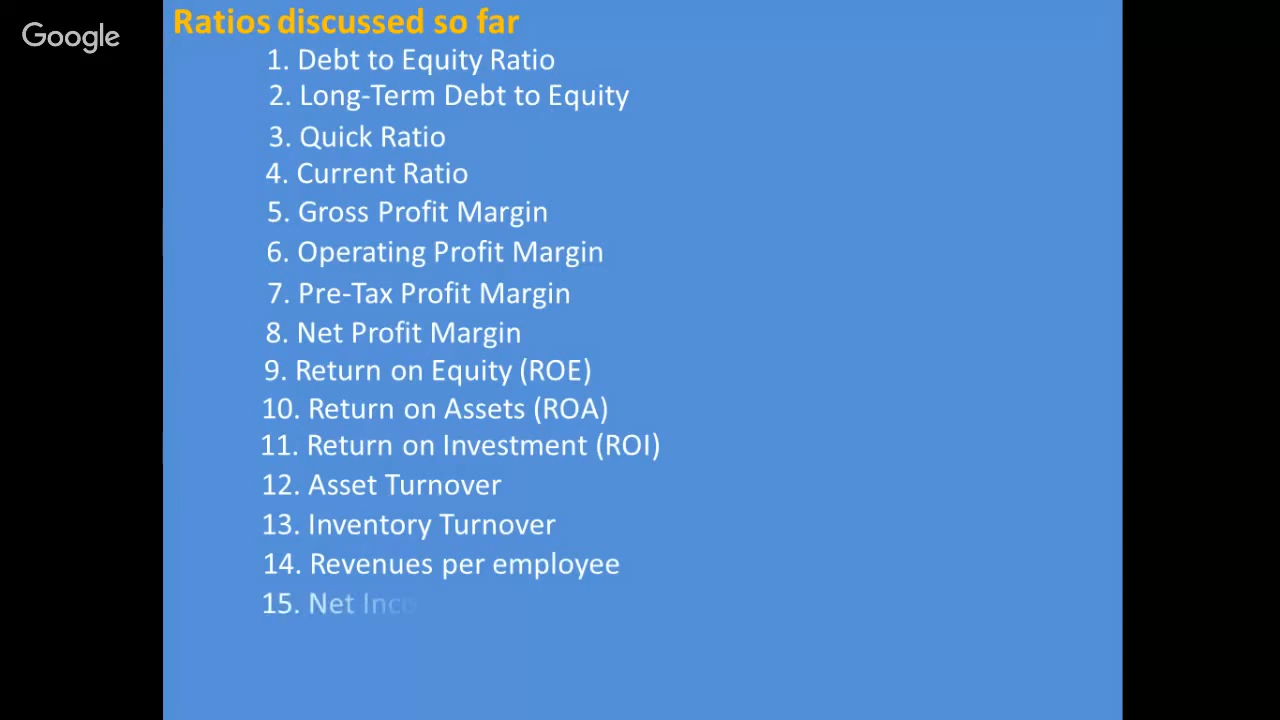 Google
Ratios discussed so far
1. Debt to Equity Ratio
2. Long-Term Debt to Equity
3. Quick Ratio
4. Current Ratio
5. Gross Profit Margin
6. Operating Profit Margin
7. Pre-Tax Profit Margin
8. Net Profit Margin
9. Return on Equity (ROE)
10. Return on Assets (ROA)
11. Return on Investment (ROI)
12. Asset Turnover
13. Inventory Turnover
14. Revenues per employee
15. Net Inco